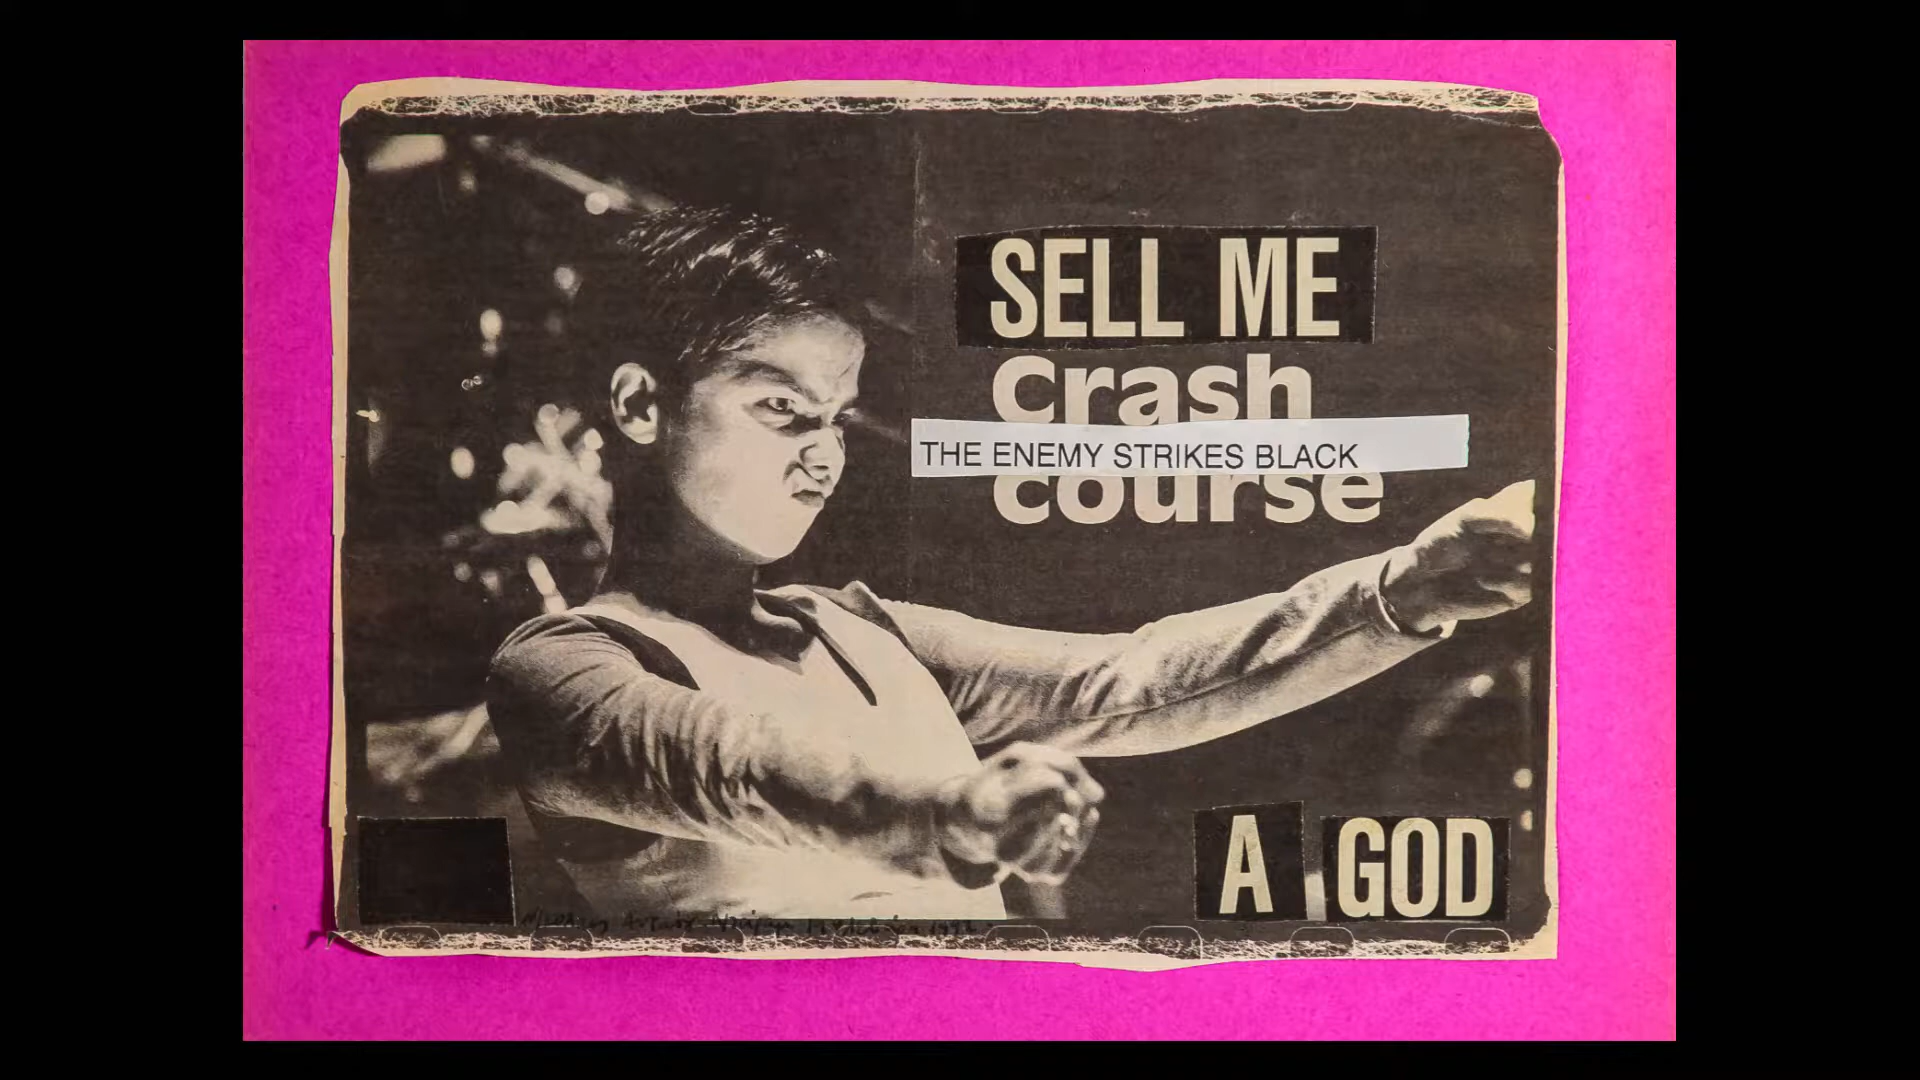 SELL ME
Crash
THE ENEMY STRIKES BLACK
course
A GOD